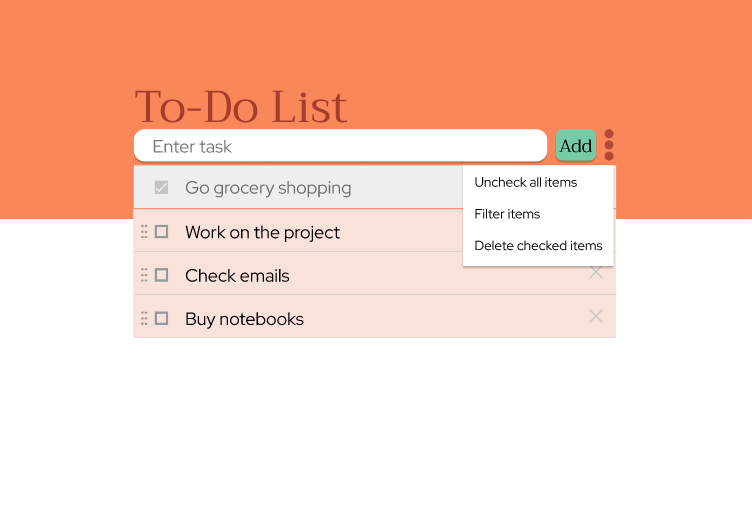 To-Do List
Enter task
Add
Go grocery shopping
Uncheck all items
Filter items
Delete checked items
Work on the project
Check emails
Buy notebooks